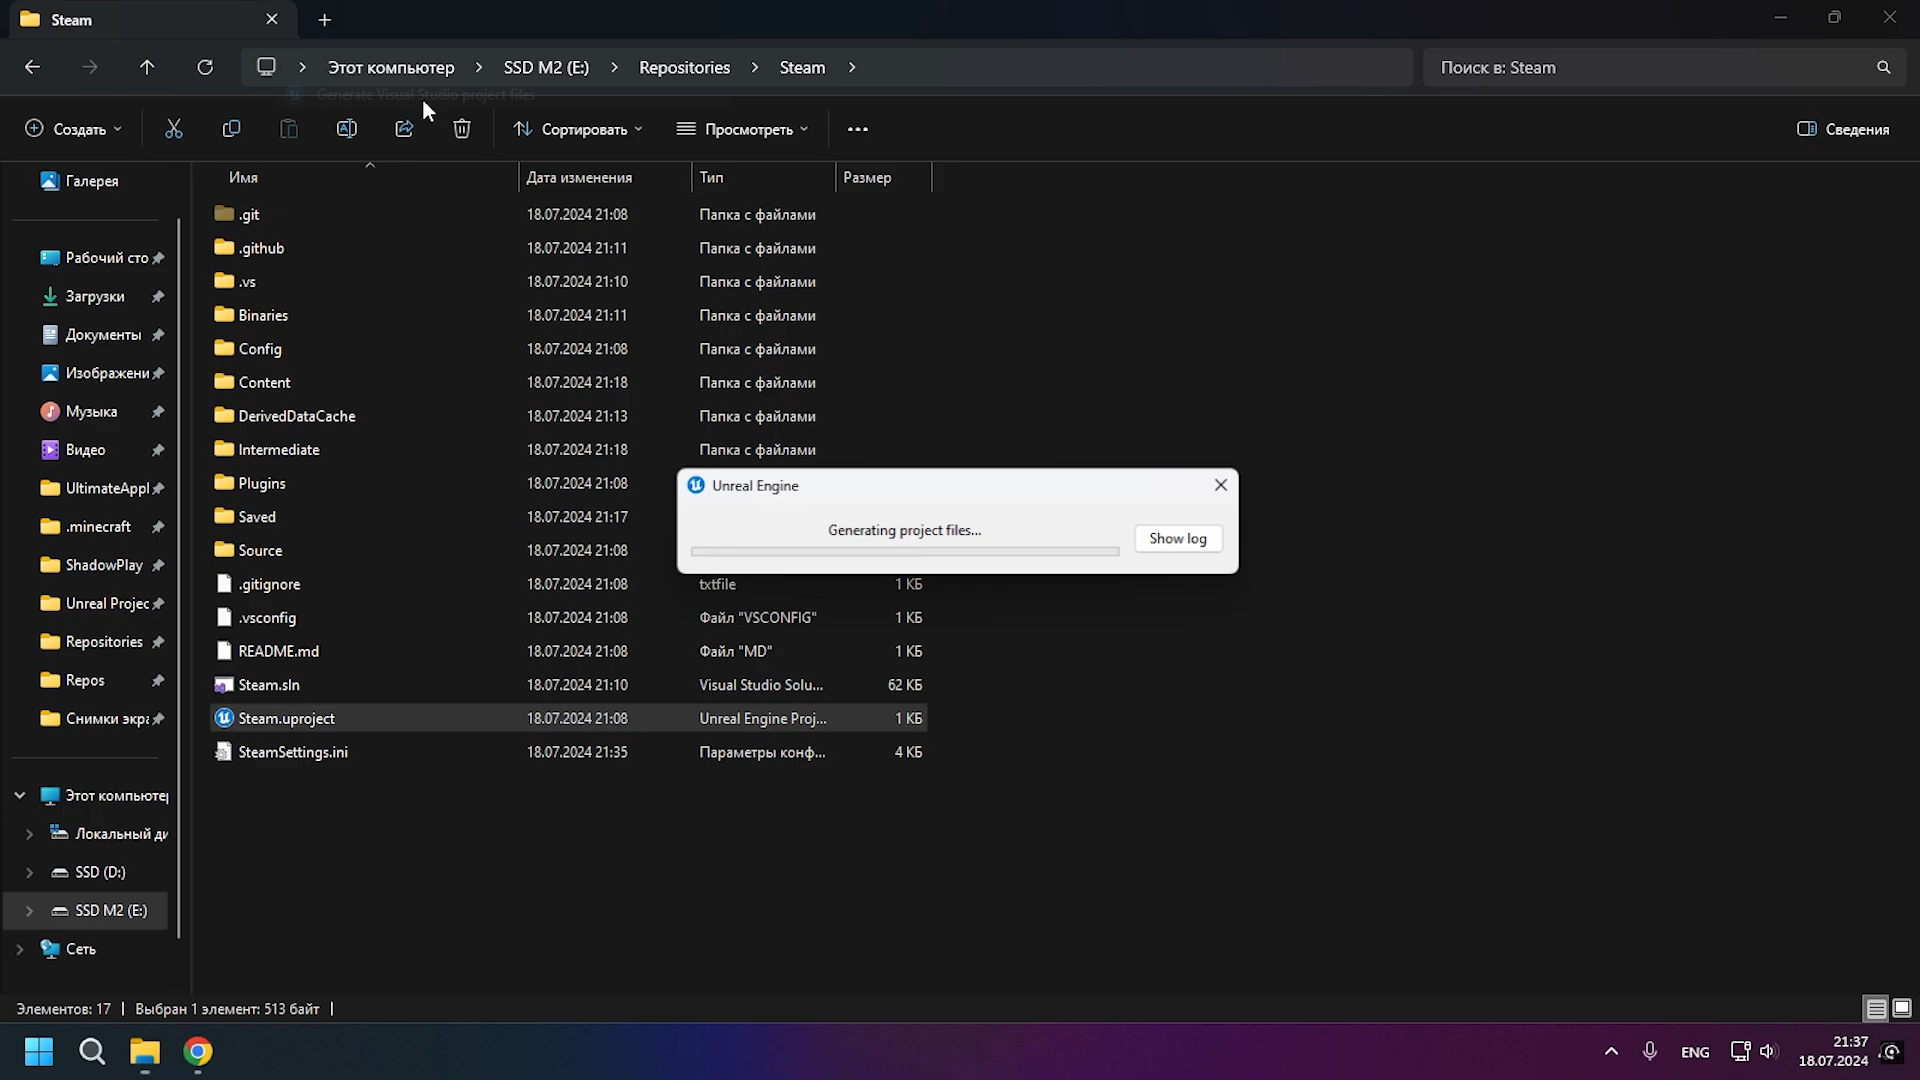 Steam
Этот компьютер
SSD M2 (E:)
Repositories
Steam
Поиск в: Steam
Generate Visual Studio project files
Создать
Сортировать
Просмотреть
Сведения
Имя
Дата изменения
Тип
Размер
Галерея
Рабочий сто
Загрузки
Документы
Изображени
Музыка
Видео
UltimateAppl
.minecraft
ShadowPlay
Unreal Projec
Repositories
Repos
Снимки экра
Этот компьютер
Локальный ди
SSD (D:)
SSD M2 (E:)
Сеть
.git 18.07.2024 21:08 Папка с файлами
.github 18.07.2024 21:11 Папка с файлами
.vs 18.07.2024 21:10 Папка с файлами
Binaries 18.07.2024 21:11 Папка с файлами
Config 18.07.2024 21:08 Папка с файлами
Content 18.07.2024 21:18 Папка с файлами
DerivedDataCache 18.07.2024 21:13 Папка с файлами
Intermediate 18.07.2024 21:18 Папка с файлами
Plugins 18.07.2024 21:08
Saved 18.07.2024 21:17
Source 18.07.2024 21:08
.gitignore 18.07.2024 21:08 txtfile 1 КБ
.vsconfig 18.07.2024 21:08 Файл "VSCONFIG" 1 КБ
README.md 18.07.2024 21:08 Файл "MD" 1 КБ
Steam.sln 18.07.2024 21:10 Visual Studio Solu... 62 КБ
Steam.uproject 18.07.2024 21:08 Unreal Engine Proj... 1 КБ
SteamSettings.ini 18.07.2024 21:35 Параметры конф... 4 КБ
Unreal Engine
Generating project files...
Show log
Элементов: 17
Выбран 1 элемент: 513 байт
ENG
21:37
18.07.2024